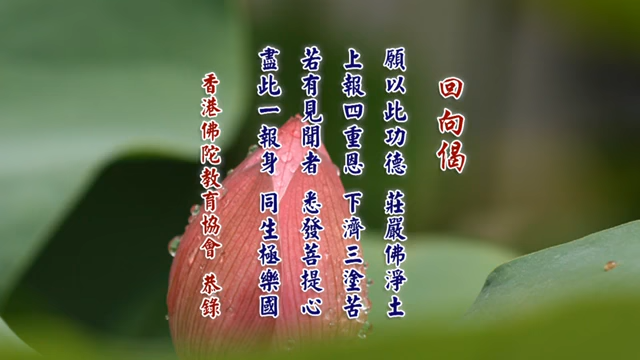 回向偈
願以此功德 莊嚴佛淨土
上報四重恩 下濟三塗苦
若有見聞者 悉發菩提心
盡此一報身 同生極樂國
香港佛陀教育協會 恭錄